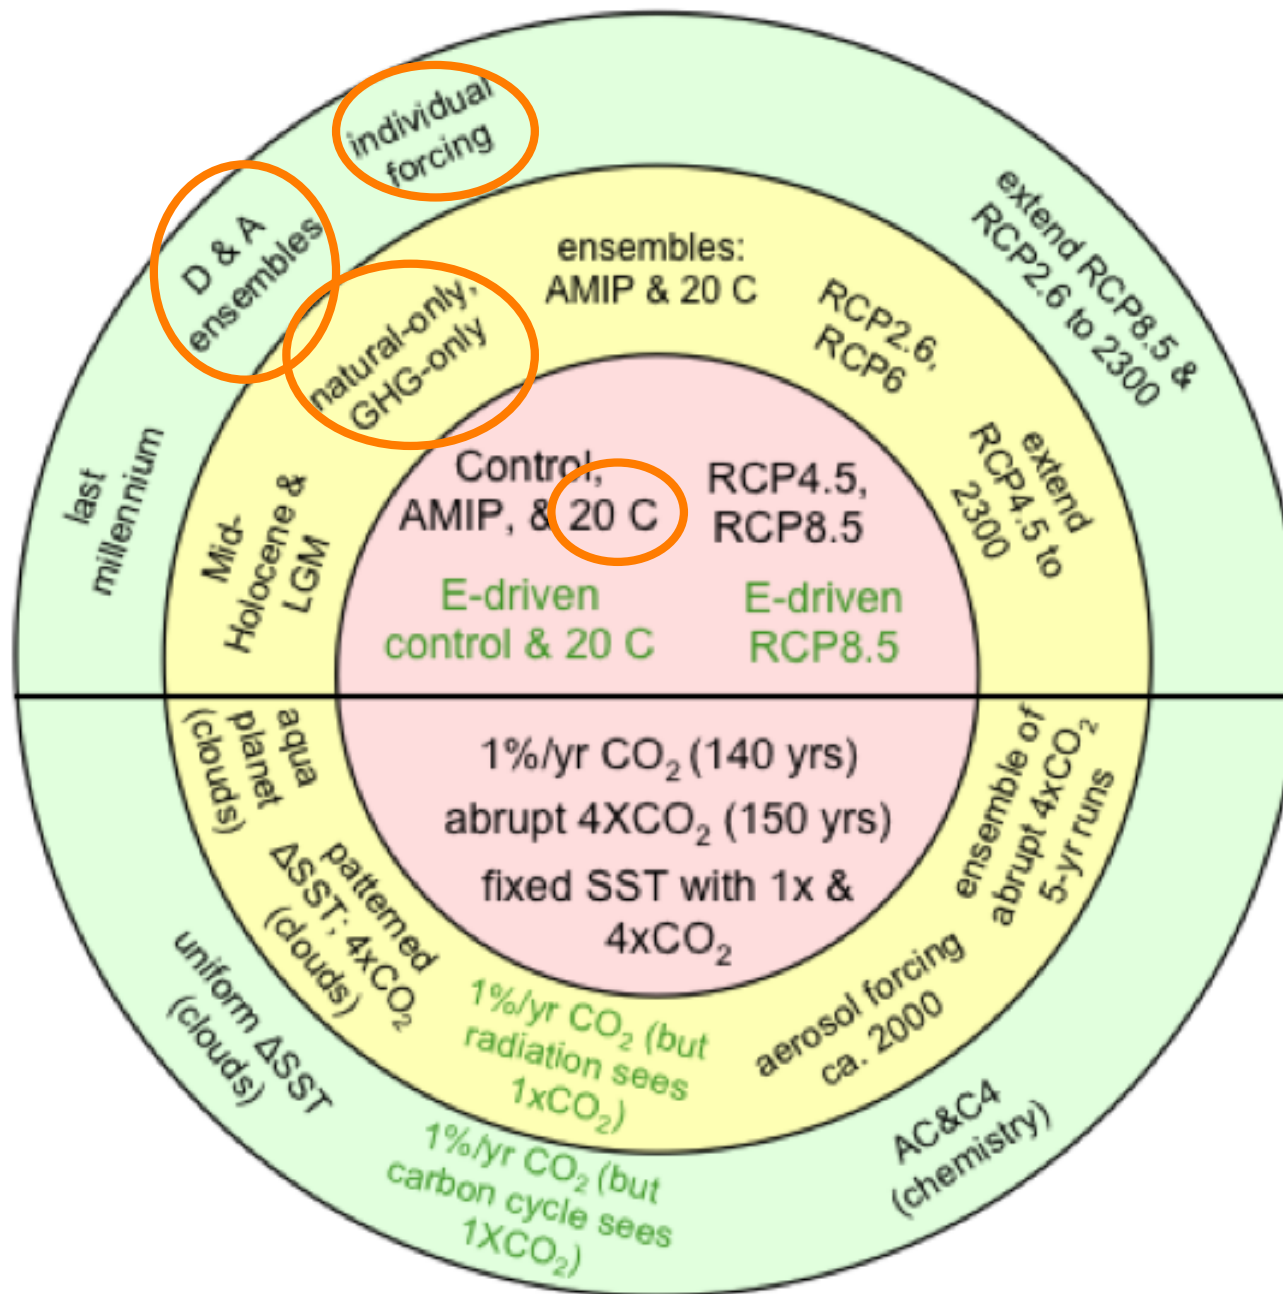 individual
forcing
D & A
ensembles
last
millennium
extend RCP8.5 &
RCP2.6 to 2300
natural-only,
GHG-only
ensembles:
AMIP & 20 C
RCP2.6,
RCP6
extend
RCP4.5 to
2300
Mid-
Holocene &
LGM
Control,
AMIP, & 20 C
RCP4.5,
RCP8.5
E-driven
control & 20 C
E-driven
RCP8.5
1%/yr CO₂ (140 yrs)
abrupt 4XCO₂ (150 yrs)
fixed SST with 1x &
4xCO₂
aqua
planet
(clouds)
patterned
ΔSST; 4xCO₂
(clouds)
1%/yr CO₂ (but
radiation sees
1xCO₂)
aerosol forcing
ca. 2000
ensemble of
abrupt 4xCO₂
5-yr runs
uniform ΔSST
(clouds)
1%/yr CO₂ (but
carbon cycle sees
1XCO₂)
AC&C4
(chemistry)